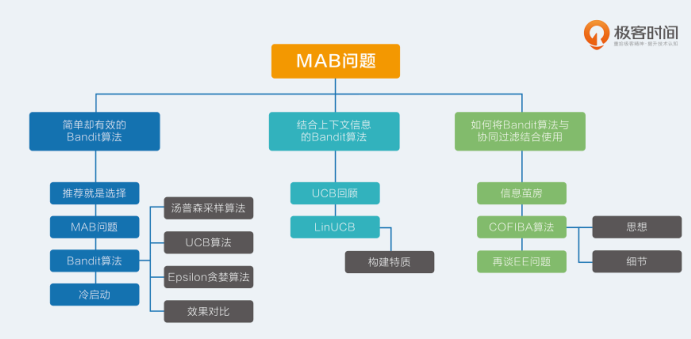 极客时间
MAB问题
简单却有效的
Bandit算法
结合上下文信息
的Bandit算法
如何将Bandit算法与
协同过滤结合使用
推荐就是选择
MAB问题
Bandit算法
冷启动
汤普森采样算法
UCB算法
Epsilon贪婪算法
效果对比
UCB回顾
LinUCB
构建特质
信息茧房
COFIBA算法
再谈EE问题
思想
细节